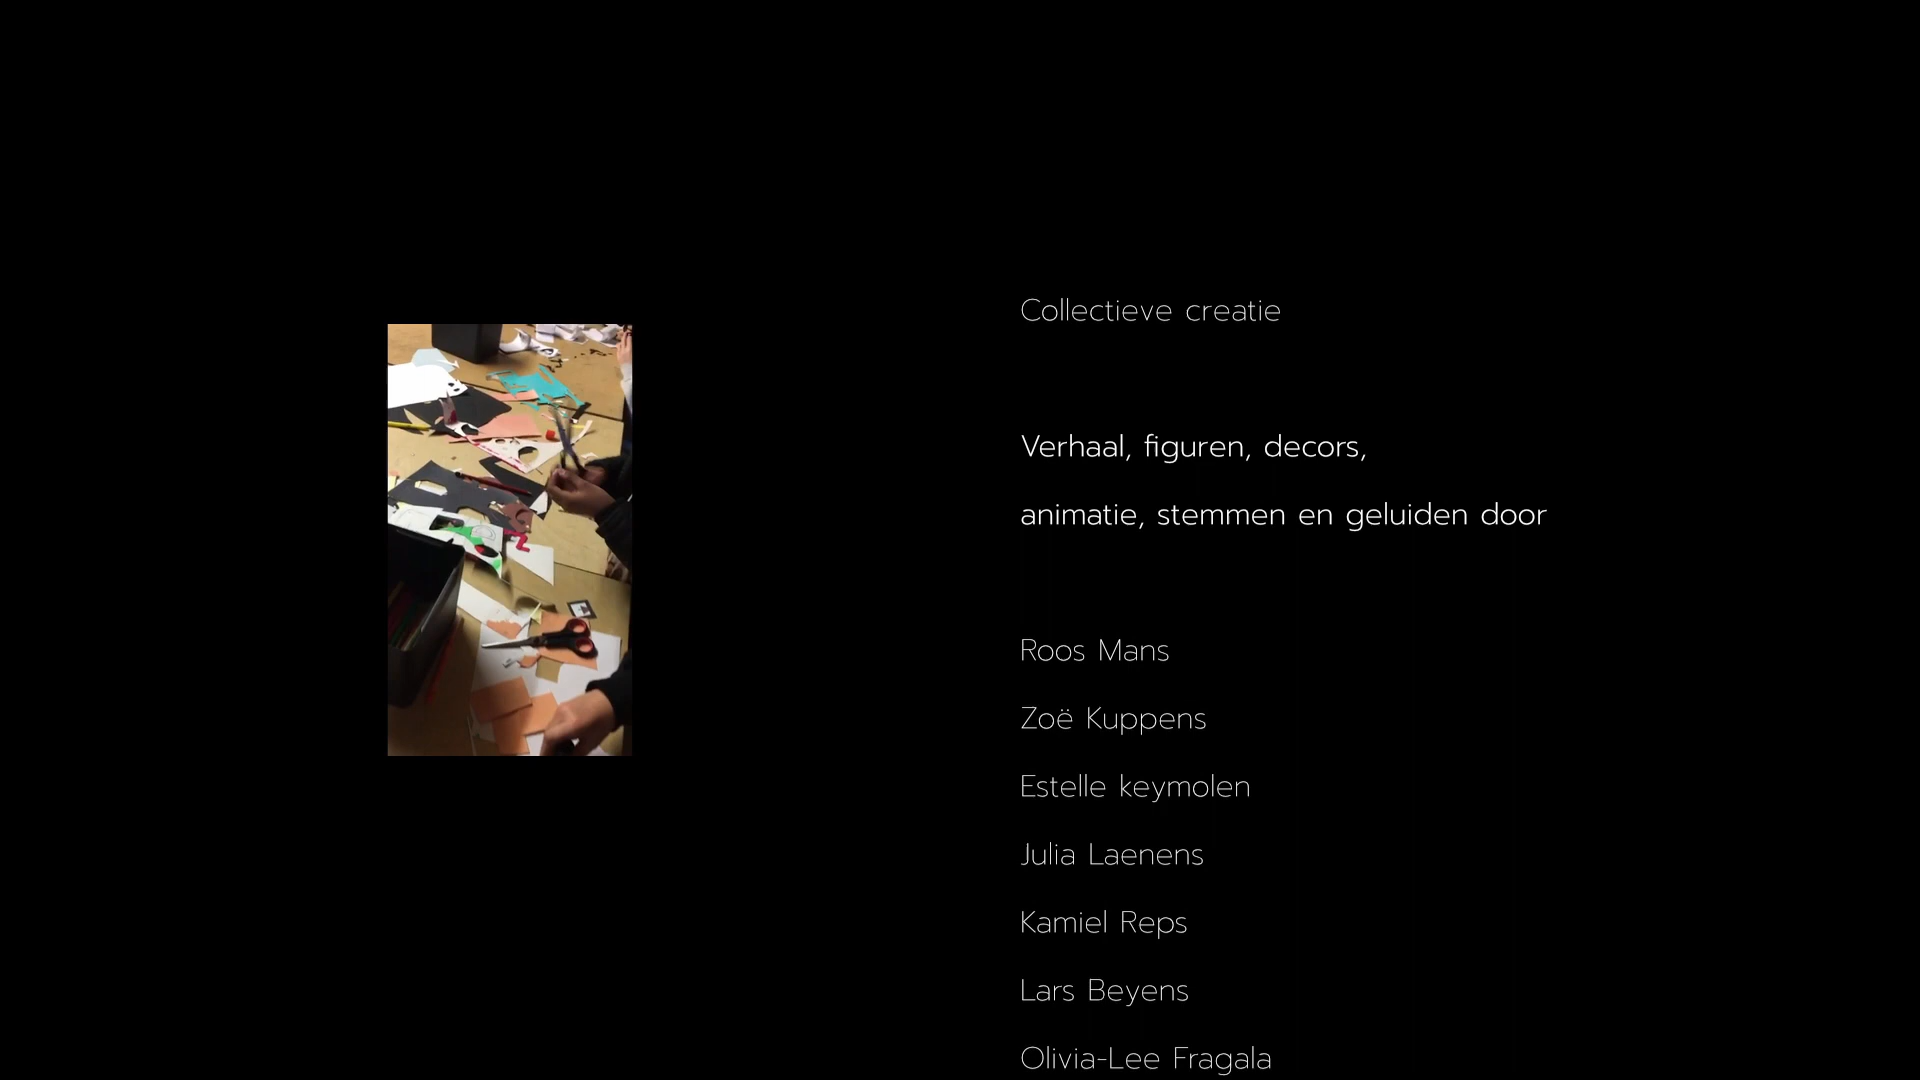 Collectieve creatie
Verhaal, figuren, decors,
animatie, stemmen en geluiden door
Roos Mans
Zoë Kuppens
Estelle keymolen
Julia Laenens
Kamiel Reps
Lars Beyens
Olivia-Lee Fragala